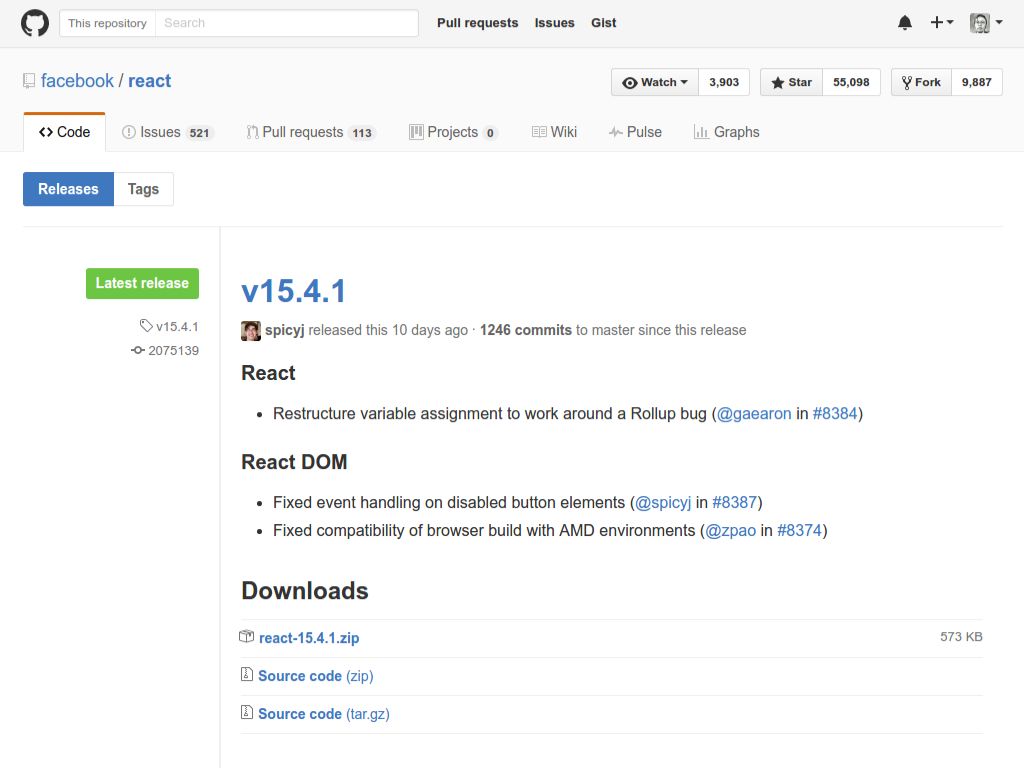 This repository Search Pull requests Issues Gist
facebook / react Watch 3,903 Star 55,098 Fork 9,887
Code Issues 521 Pull requests 113 Projects 0 Wiki Pulse Graphs
Releases Tags
Latest release
v15.4.1
2075139
v15.4.1
spicyj released this 10 days ago · 1246 commits to master since this release
React
• Restructure variable assignment to work around a Rollup bug (@gaearon in #8384)
React DOM
• Fixed event handling on disabled button elements (@spicyj in #8387)
• Fixed compatibility of browser build with AMD environments (@zpao in #8374)
Downloads
react-15.4.1.zip 573 KB
Source code (zip)
Source code (tar.gz)